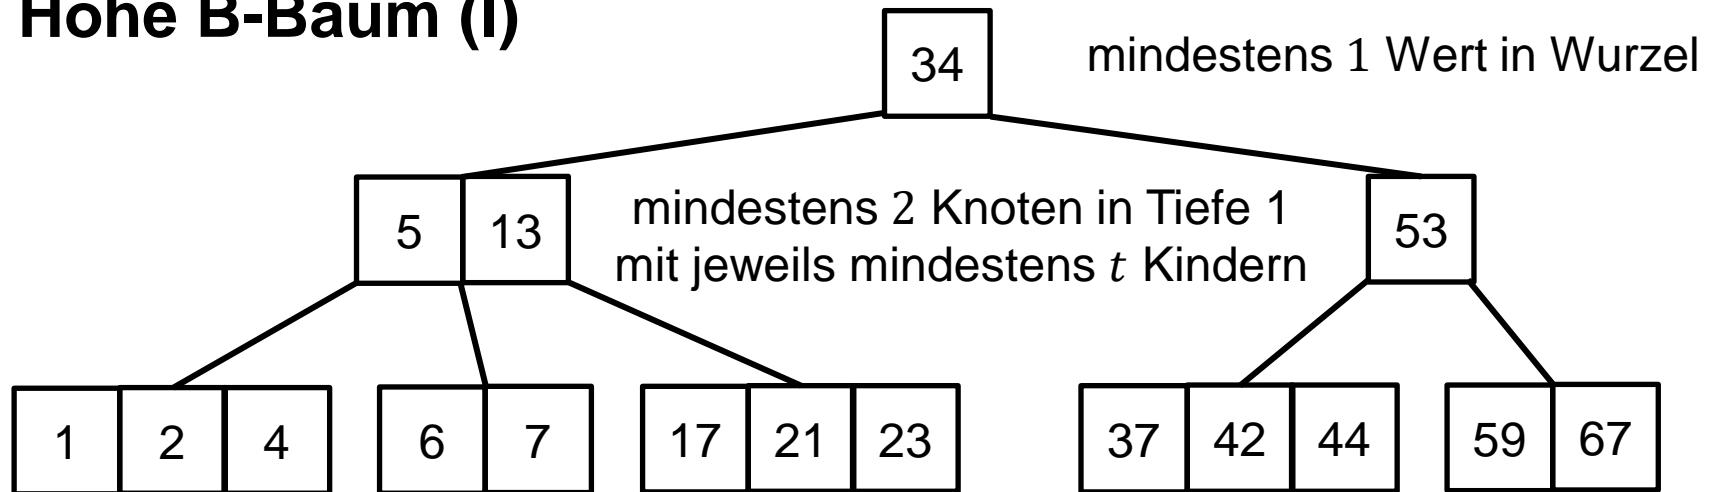 Höhe B-Baum (I)
34
mindestens 1 Wert in Wurzel
5 13
mindestens 2 Knoten in Tiefe 1
mit jeweils mindestens t Kindern
53
1 2 4 6 7 17 21 23 37 42 44 59 67